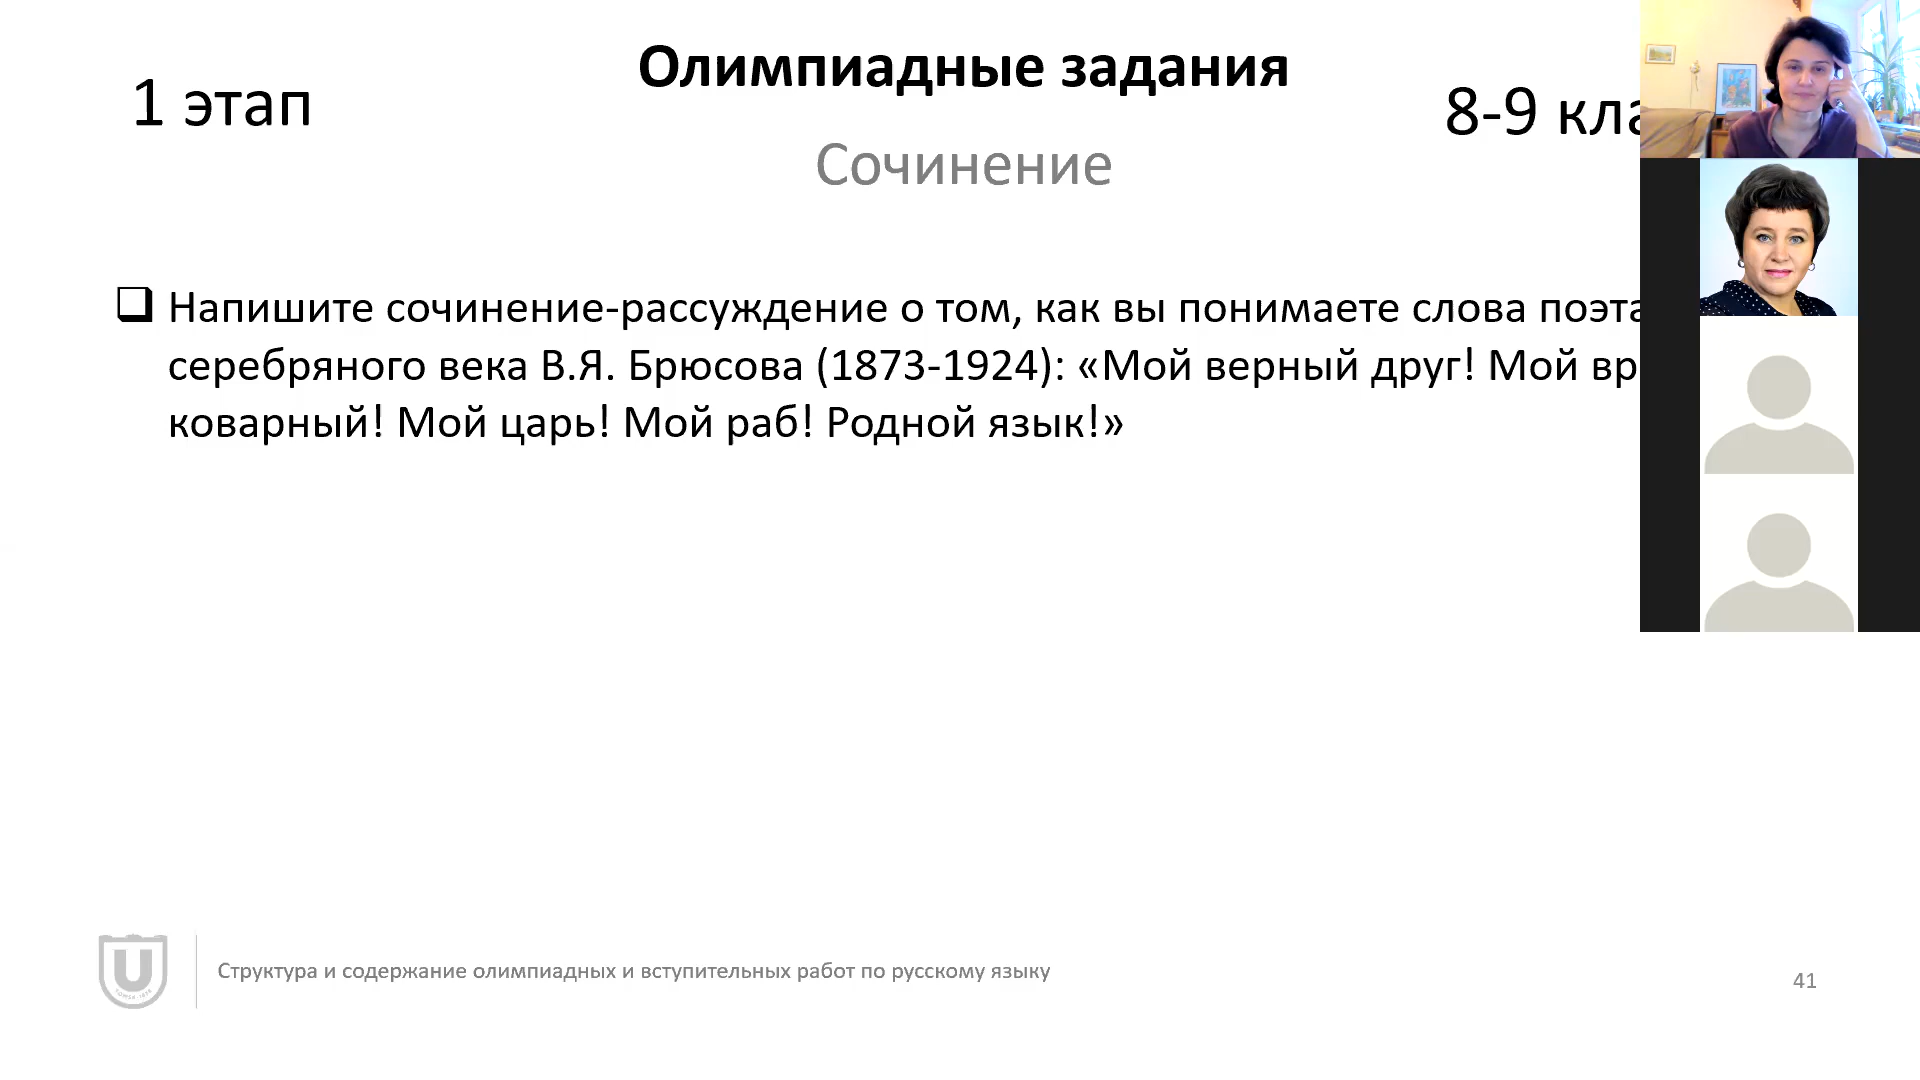 Олимпиадные задания
1 этап
8-9
Сочинение
❑ Напишите сочинение-рассуждение о том, как вы понимаете слова поэта
серебряного века В.Я. Брюсова (1873-1924): «Мой верный друг! Мой
коварный! Мой царь! Мой раб! Родной язык!»
Структура и содержание олимпиадных и вступительных работ по русскому языку
41